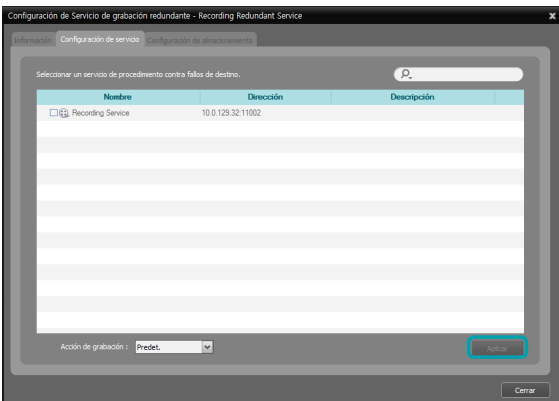 Configuración de Servicio de grabación redundante - Recording Redundant Service
Información Configuración de servicio Configuración de almacenamiento
Seleccionar un servicio de procedimiento contra fallos de destino.
Nombre Dirección Descripción
Recording Service 10.0.129.32:11002
Acción de grabación : Predet. Aplicar
Cerrar